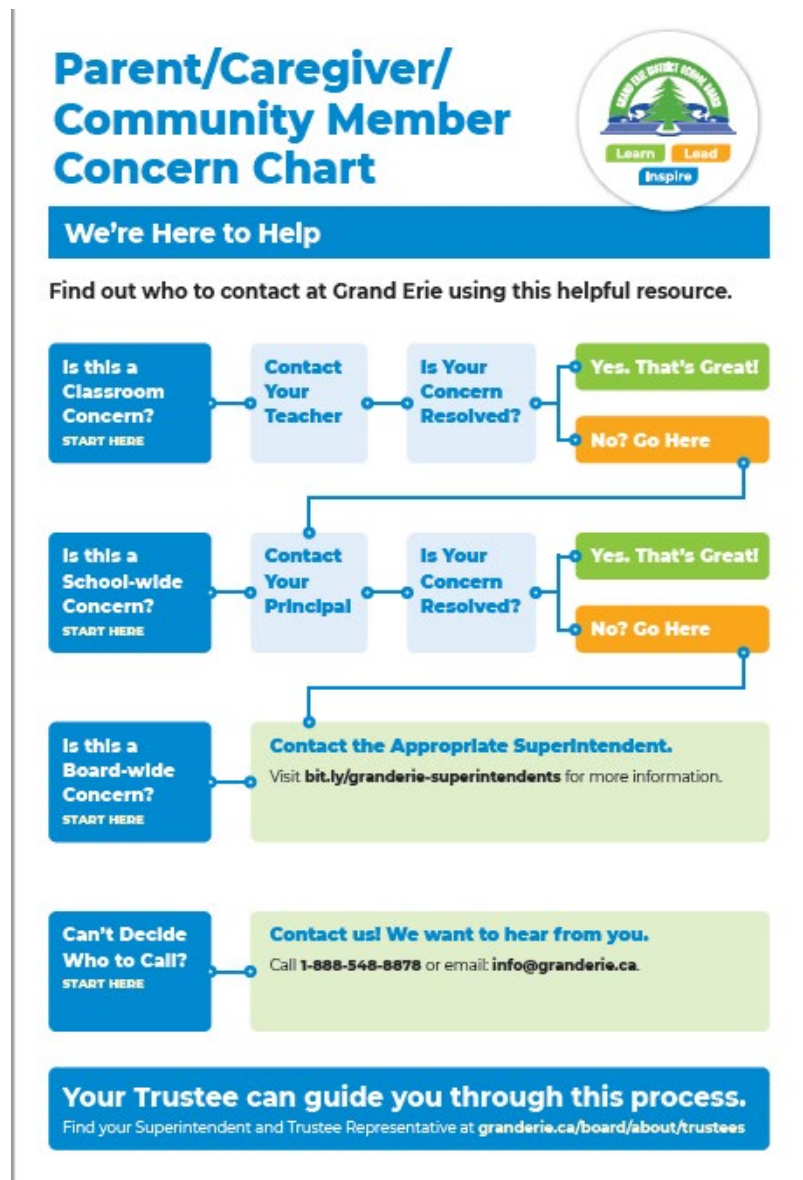 Parent/Caregiver/
Community Member
Concern Chart
GRAND ERIE DISTRICT SCHOOL BOARD
Learn Lead
Inspire
We're Here to Help
Find out who to contact at Grand Erie using this helpful resource.
Is this a
Classroom
Concern?
START HERE
Contact
Your
Teacher
Is Your
Concern
Resolved?
Yes. That's Great!
No? Go Here
Is this a
School-wide
Concern?
START HERE
Contact
Your
Principal
Is Your
Concern
Resolved?
Yes. That's Great!
No? Go Here
Is this a
Board-wide
Concern?
START HERE
Contact the Appropriate Superintendent.
Visit bit.ly/granderie-superintendents for more information.
Can't Decide
Who to Call?
START HERE
Contact us! We want to hear from you.
Call 1-888-548-8878 or email: info@granderie.ca.
Your Trustee can guide you through this process.
Find your Superintendent and Trustee Representative at granderie.ca/board/about/trustees